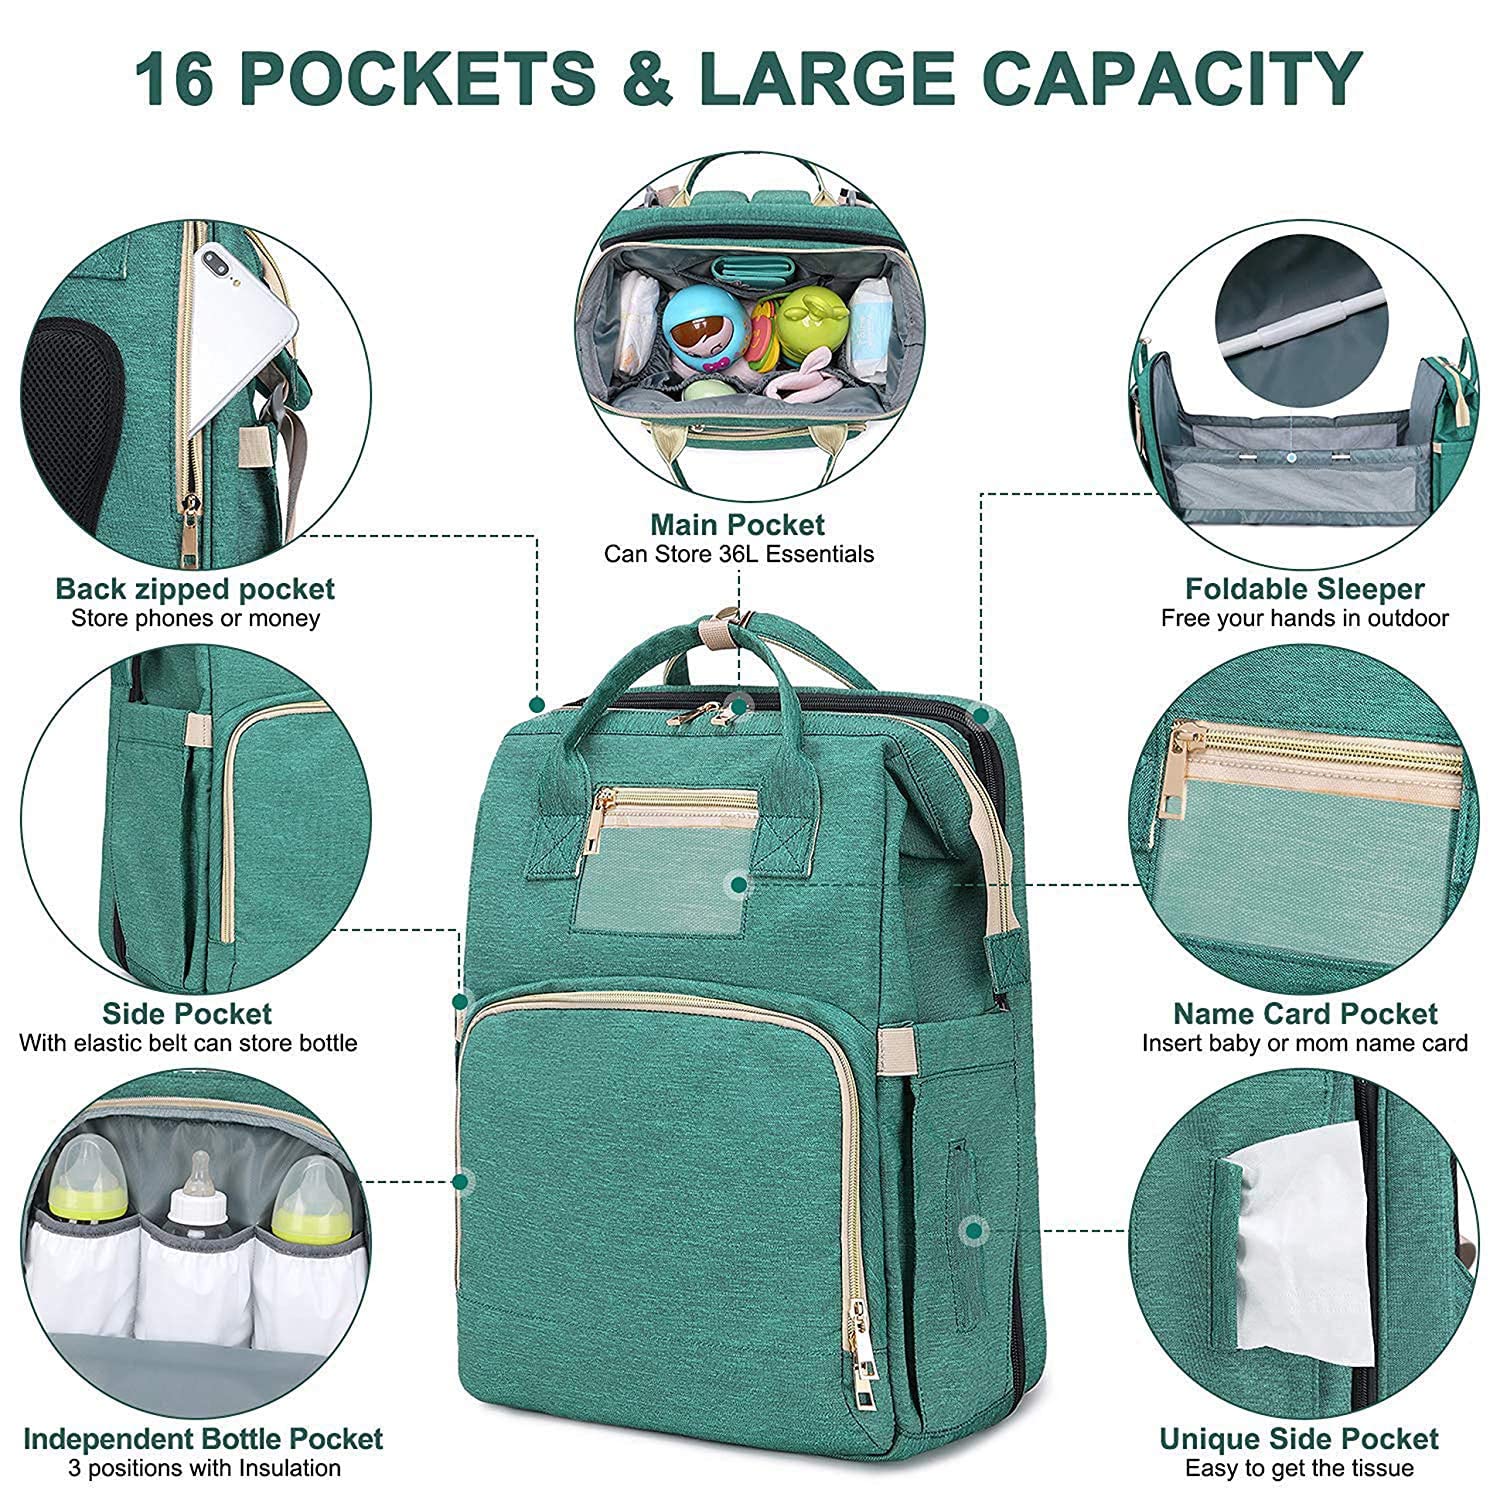 16 POCKETS & LARGE CAPACITY
Main Pocket
Can Store 36L Essentials
Back zipped pocket
Store phones or money
Foldable Sleeper
Free your hands in outdoor
Side Pocket
With elastic belt can store bottle
Name Card Pocket
Insert baby or mom name card
Independent Bottle Pocket
3 positions with Insulation
Unique Side Pocket
Easy to get the tissue